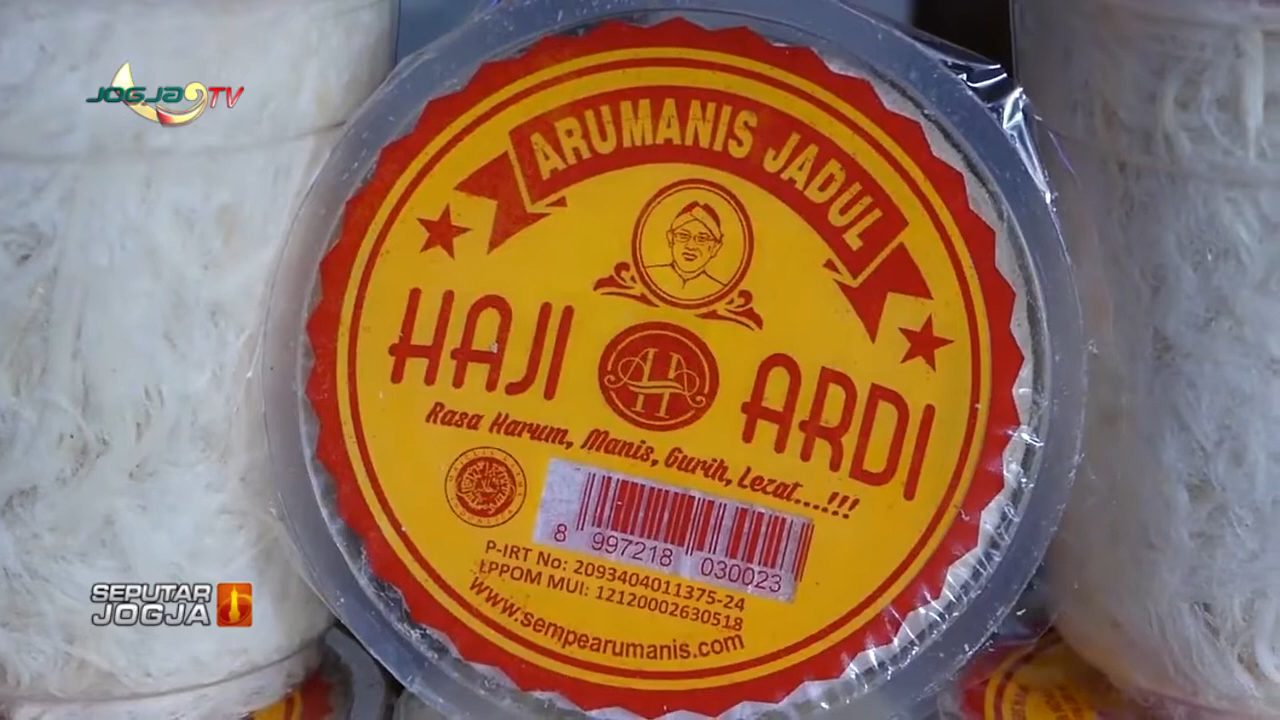 JOGJA TV
ARUMANIS JADUL
HAJI ARDI
Rasa Harum, Manis, Gurih, Lezat....!!!
8 997218 030023
P-IRT No: 2093404011375-24
LPPOM MUI: 12120002630518
www.sempearumanis.com
SEPUTAR
JOGJA 6